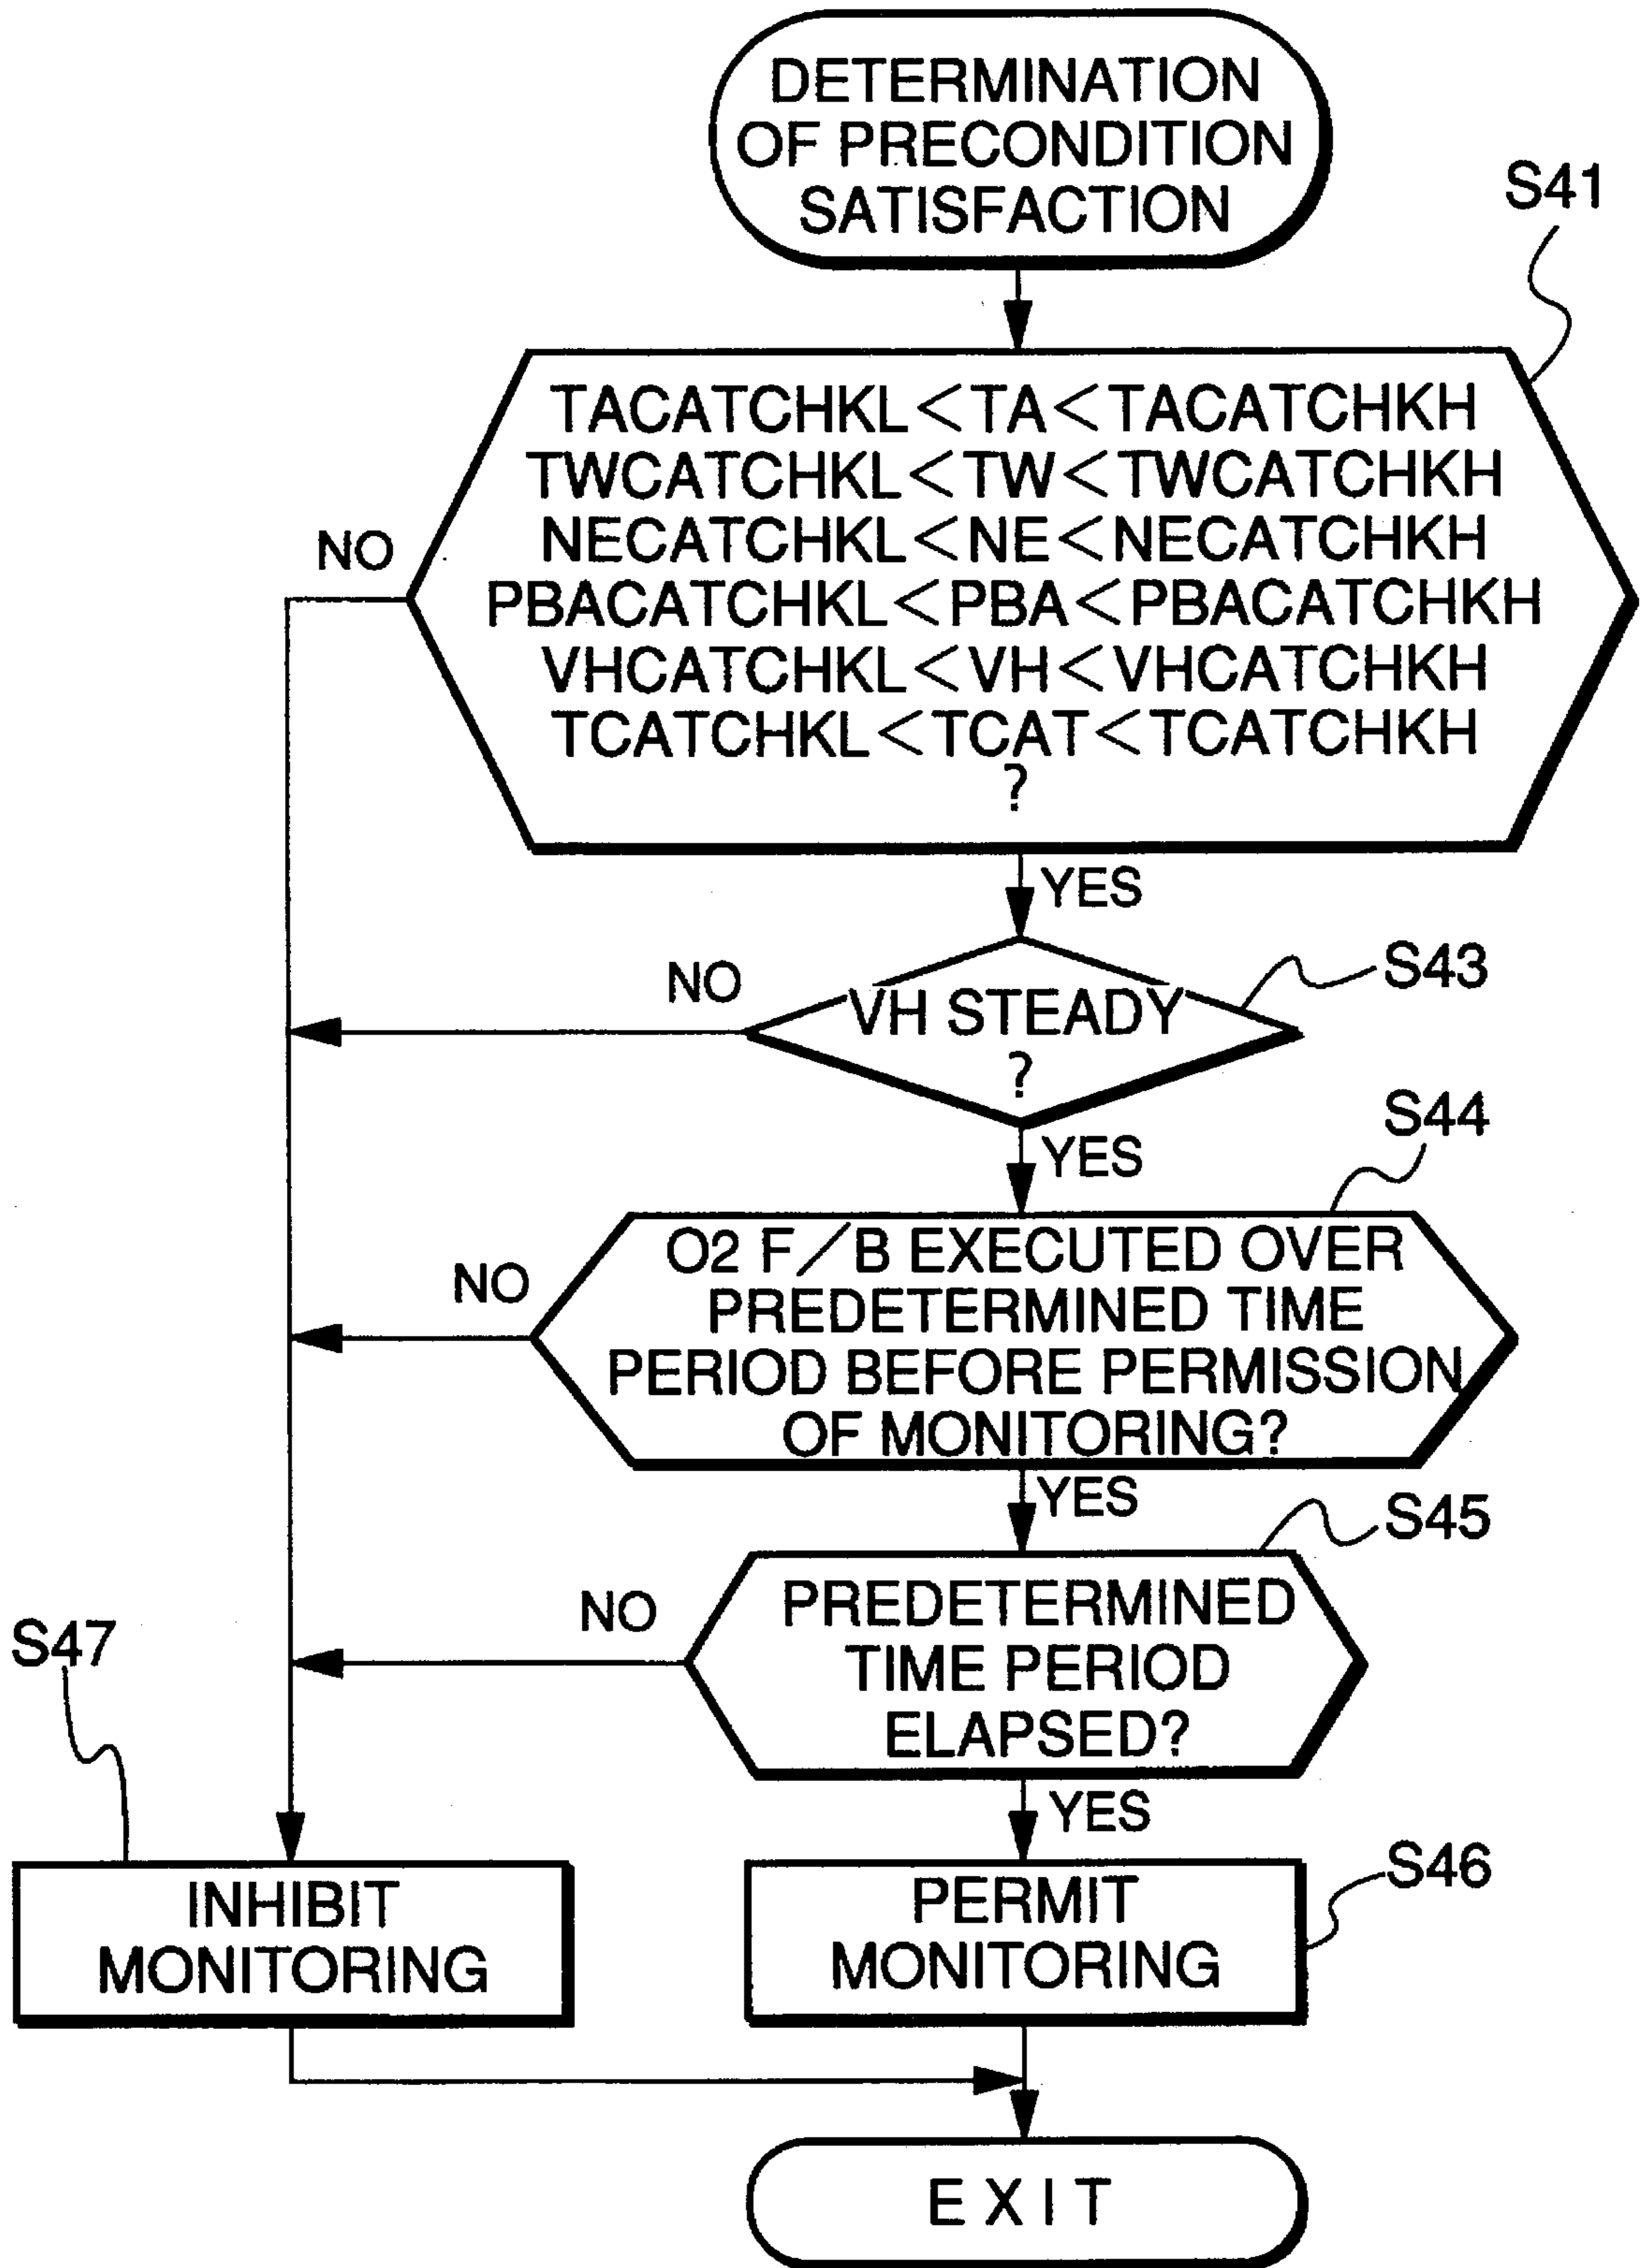 DETERMINATION
OF PRECONDITION
SATISFACTION
S41
TACATCHKL<TA<TACATCHKH
TWCATCHKL<TW<TWCATCHKH
NECATCHKL<NE<NECATCHKH
PBACATCHKL<PBA<PBACATCHKH
VHCATCHKL<VH<VHCATCHKH
TCATCHKL<TCAT<TCATCHKH
?
NO
YES
S43
NO
VH STEADY
?
YES
S44
NO
O2 F/B EXECUTED OVER
PREDETERMINED TIME
PERIOD BEFORE PERMISSION
OF MONITORING?
YES
S45
NO
PREDETERMINED
TIME PERIOD
ELAPSED?
YES
S47
INHIBIT
MONITORING
S46
PERMIT
MONITORING
EXIT